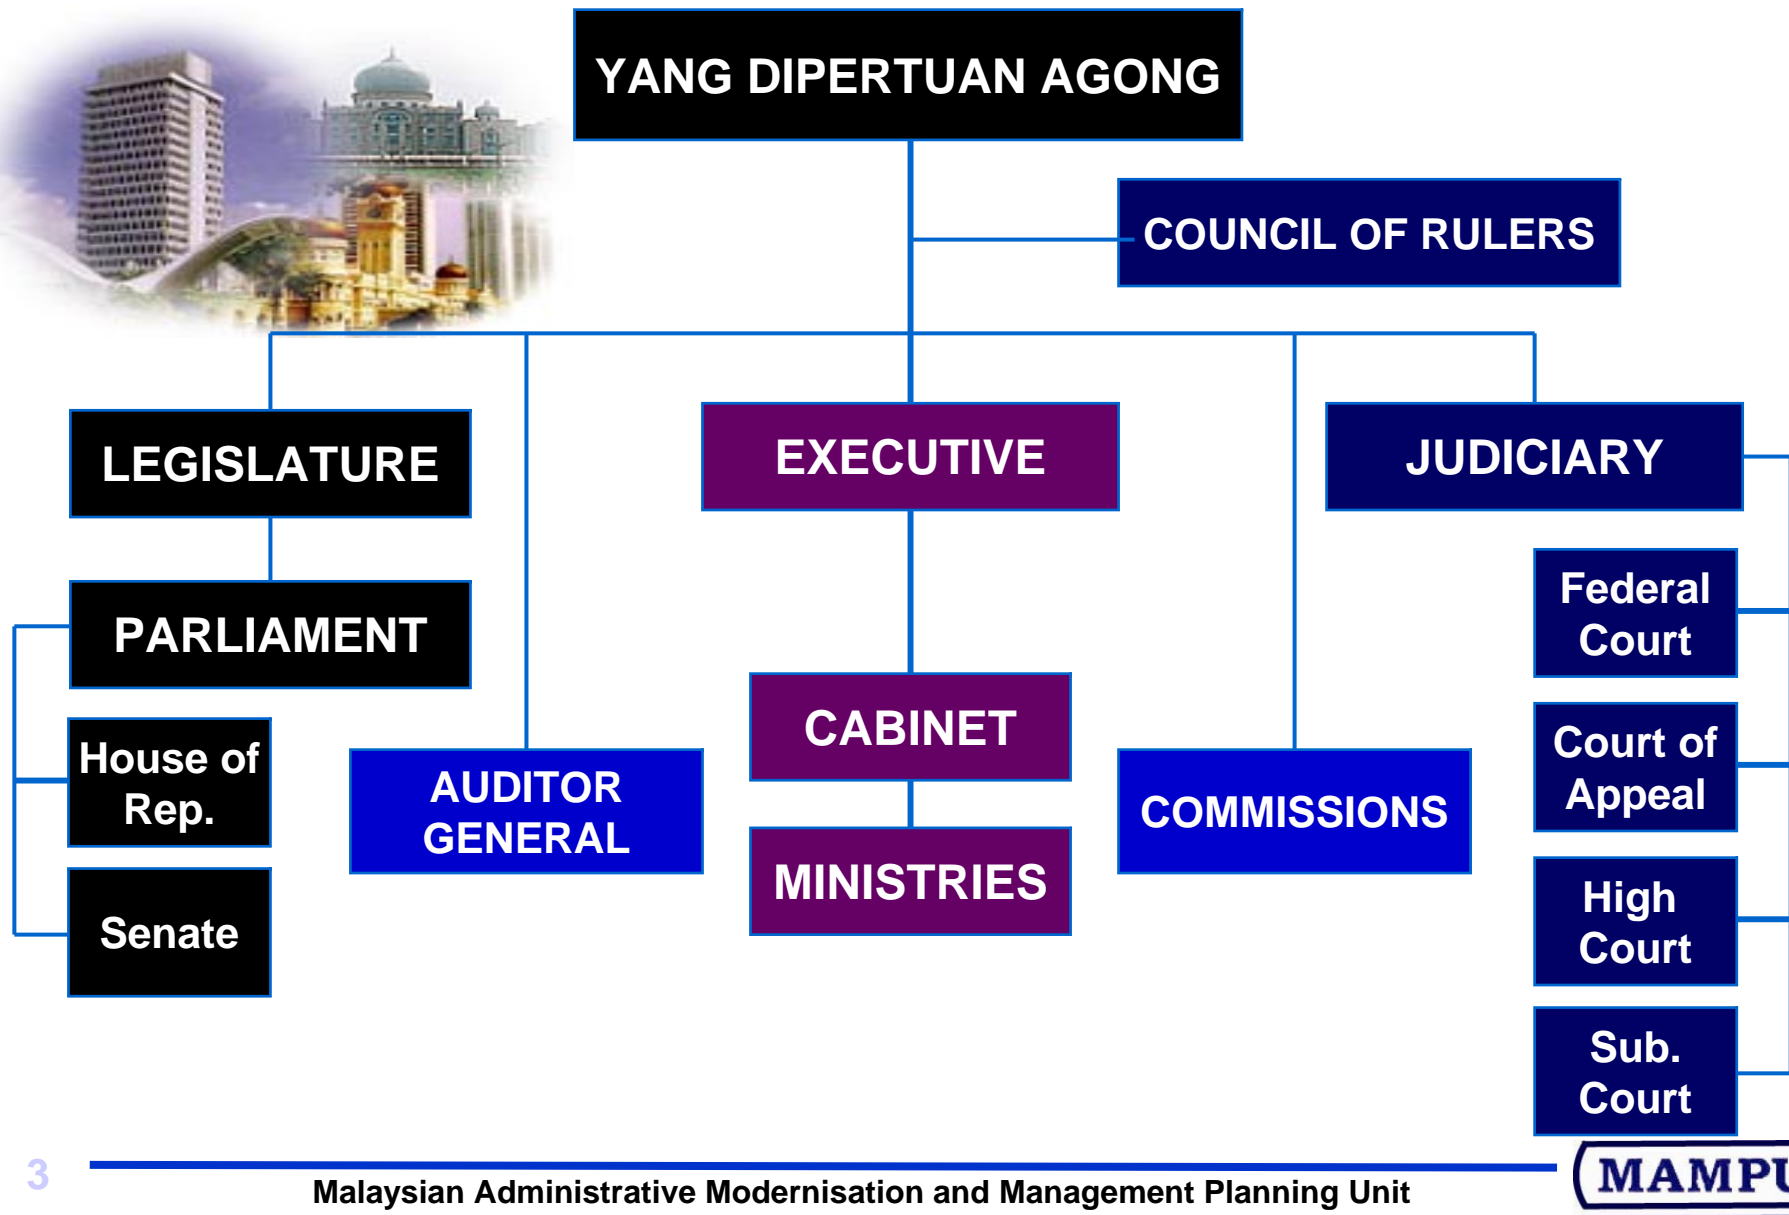 YANG DIPERTUAN AGONG
COUNCIL OF RULERS
LEGISLATURE
EXECUTIVE
JUDICIARY
PARLIAMENT
House of
Rep.
Senate
AUDITOR
GENERAL
CABINET
MINISTRIES
COMMISSIONS
Federal
Court
Court of
Appeal
High
Court
Sub.
Court
3
Malaysian Administrative Modernisation and Management Planning Unit
MAMPU